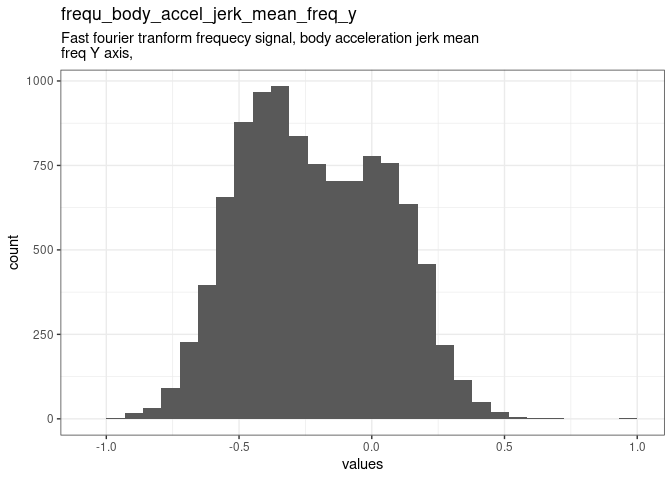 frequ_body_accel_jerk_mean_freq_y
Fast fourier tranform frequecy signal, body acceleration jerk mean
freq Y axis,
1000
750
500
250
0
count
-1.0
-0.5
0.0
0.5
1.0
values